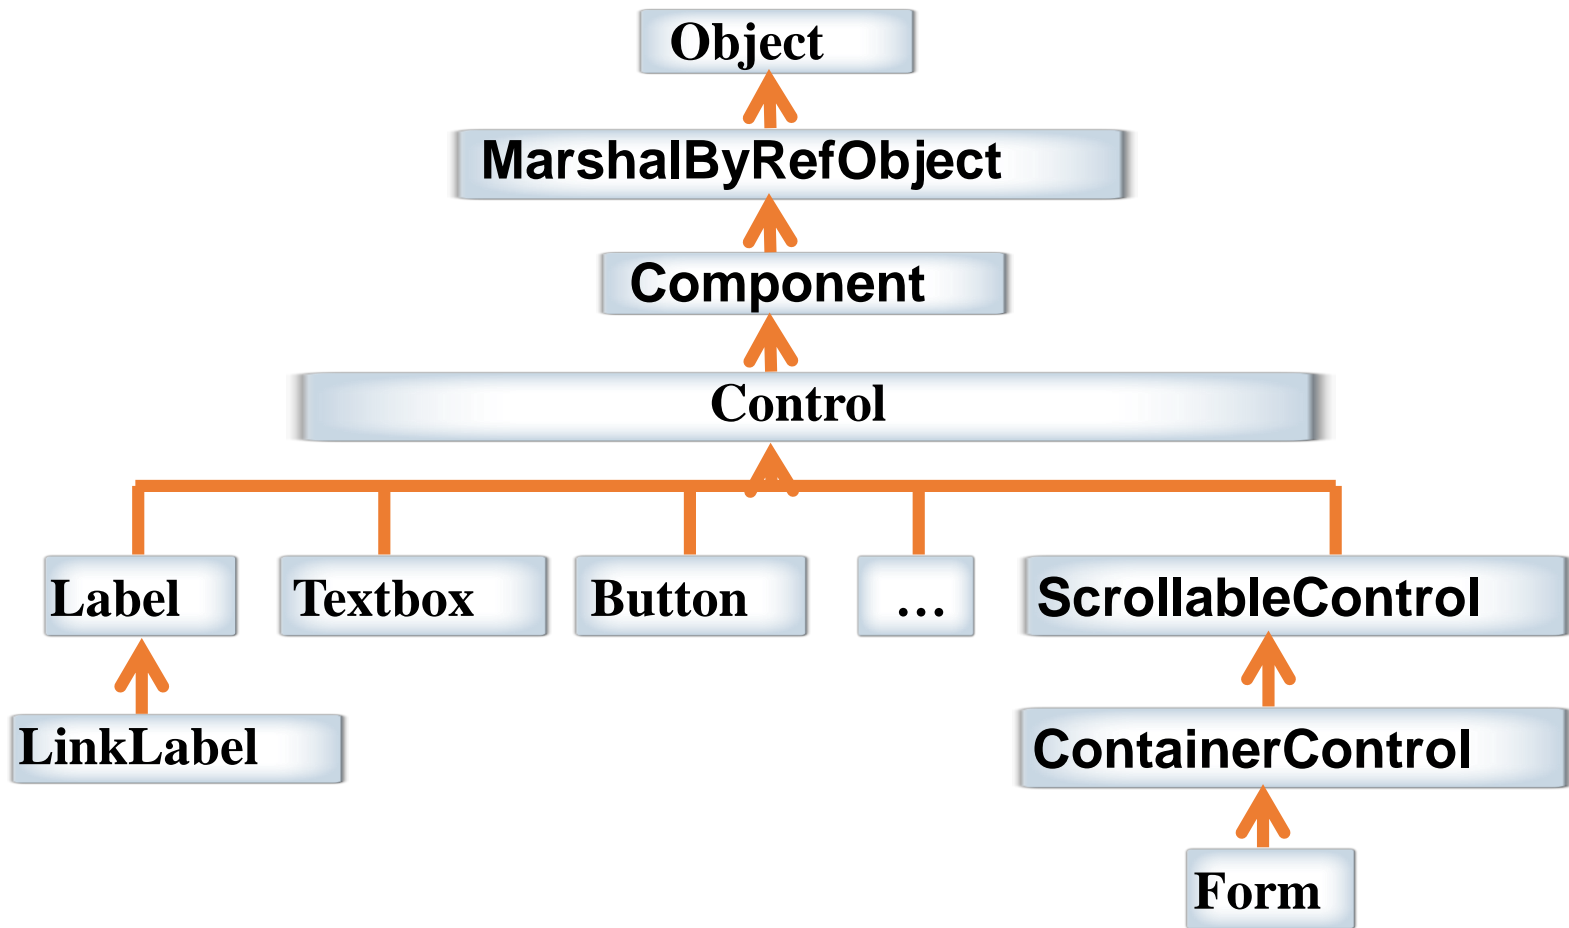 Object
MarshalByRefObject
Component
Control
Label
Textbox
Button
...
ScrollableControl
LinkLabel
ContainerControl
Form